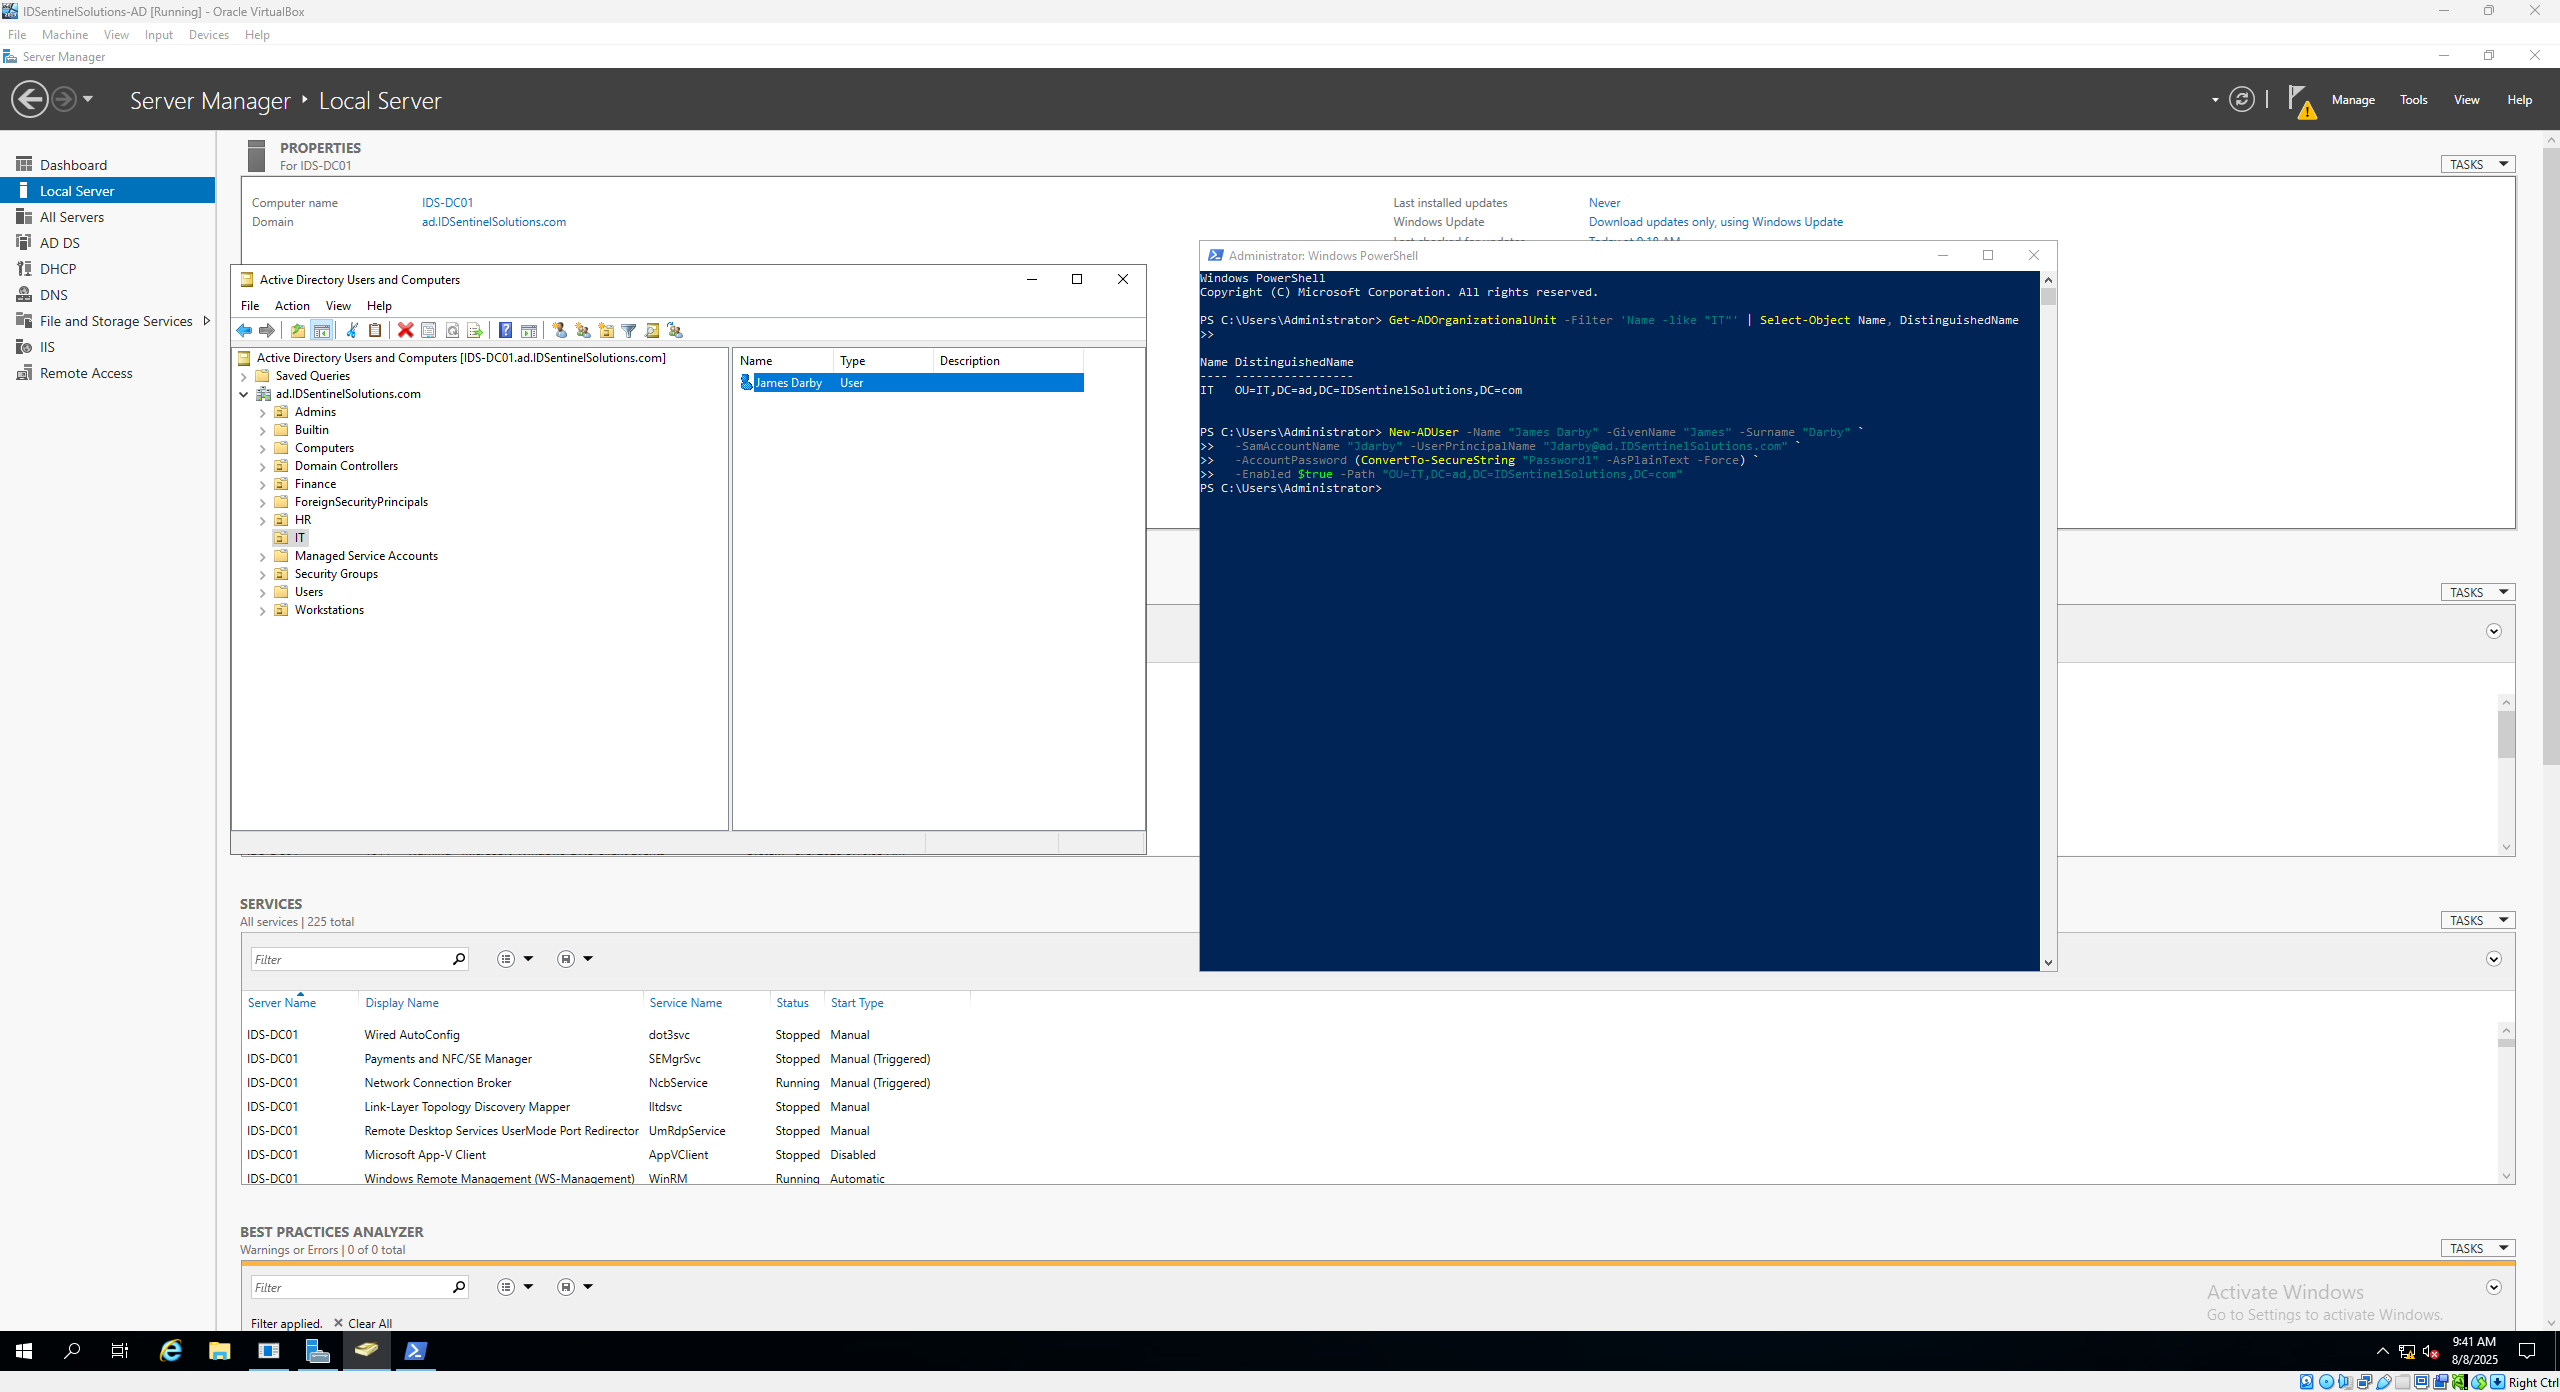 IDSentinelSolutions-AD [Running] - Oracle VirtualBox
File Machine View Input Devices Help
Server Manager
Server Manager ‣ Local Server
Manage Tools View Help
Dashboard
Local Server
All Servers
AD DS
DHCP
DNS
File and Storage Services
IIS
Remote Access
PROPERTIES
For IDS-DC01
TASKS
Computer name IDS-DC01
Domain ad.IDSentinelSolutions.com
Last installed updates Never
Windows Update Download updates only, using Windows Update
Active Directory Users and Computers
File Action View Help
Active Directory Users and Computers [IDS-DC01.ad.IDSentinelSolutions.com]
Saved Queries
ad.IDSentinelSolutions.com
Admins
Builtin
Computers
Domain Controllers
Finance
ForeignSecurityPrincipals
HR
IT
Managed Service Accounts
Security Groups
Users
Workstations
Name Type Description
James Darby User
Administrator: Windows PowerShell
Windows PowerShell
Copyright (C) Microsoft Corporation. All rights reserved.
PS C:\Users\Administrator> Get-ADOrganizationalUnit -Filter 'Name -like "IT"' | Select-Object Name, DistinguishedName
>>
Name DistinguishedName
---- -----------------
IT   OU=IT,DC=ad,DC=IDSentinelSolutions,DC=com
PS C:\Users\Administrator> New-ADUser -Name "James Darby" -GivenName "James" -Surname "Darby" `
>>   -SamAccountName "Jdarby" -UserPrincipalName "Jdarby@ad.IDSentinelSolutions.com" `
>>   -AccountPassword (ConvertTo-SecureString "Password1" -AsPlainText -Force) `
>>   -Enabled $true -Path "OU=IT,DC=ad,DC=IDSentinelSolutions,DC=com"
PS C:\Users\Administrator>
TASKS
SERVICES
All services | 225 total
TASKS
Filter
Server Name Display Name Service Name Status Start Type
IDS-DC01 Wired AutoConfig dot3svc Stopped Manual
IDS-DC01 Payments and NFC/SE Manager SEMgrSvc Stopped Manual (Triggered)
IDS-DC01 Network Connection Broker NcbService Running Manual (Triggered)
IDS-DC01 Link-Layer Topology Discovery Mapper lltdsvc Stopped Manual
IDS-DC01 Remote Desktop Services UserMode Port Redirector UmRdpService Stopped Manual
IDS-DC01 Microsoft App-V Client AppVClient Stopped Disabled
IDS-DC01 Windows Remote Management (WS-Management) WinRM Running Automatic
BEST PRACTICES ANALYZER
Warnings or Errors | 0 of 0 total
TASKS
Filter
Filter applied. × Clear All
Activate Windows
Go to Settings to activate Windows.
9:41 AM
8/8/2025
Right Ctrl